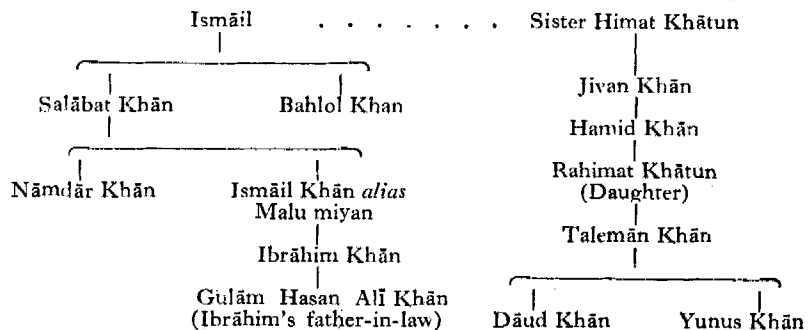 Ismāil . . . . . . . Sister Himat Khātun
Jivan Khān
Salābat Khān Bahlol Khan
Hamid Khān
Nāmdār Khān Ismāil Khān alias Rahimat Khātun
Malu miyan (Daughter)
Talemān Khān
Ibrāhim Khān
Gulām Hasan Alī Khān
(Ibrāhim's father-in-law) Dāud Khān Yunus Khān